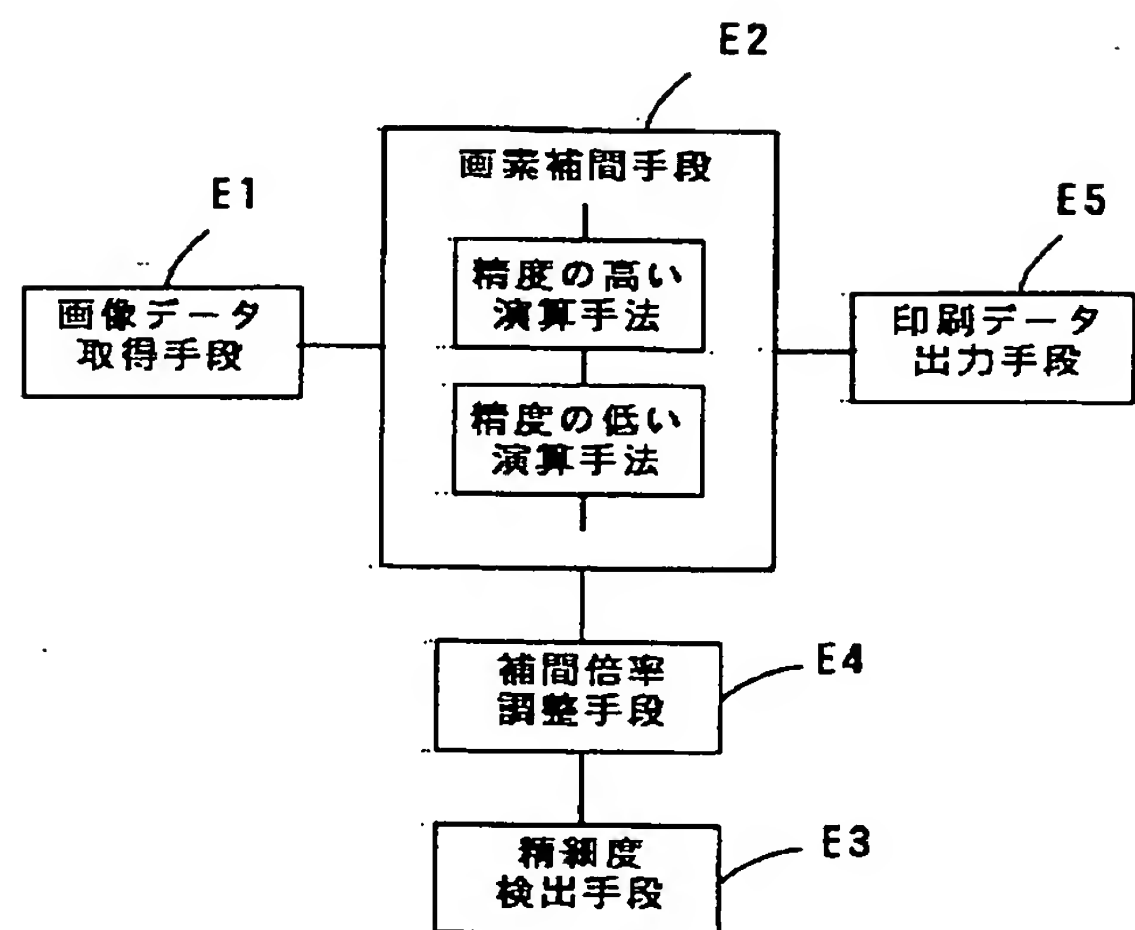 E2
画素補間手段
E1
E5
精度の高い
演算手法
画像データ
取得手段
印刷データ
出力手段
精度の低い
演算手法
補間倍率
調整手段
E4
精細度
検出手段
E3